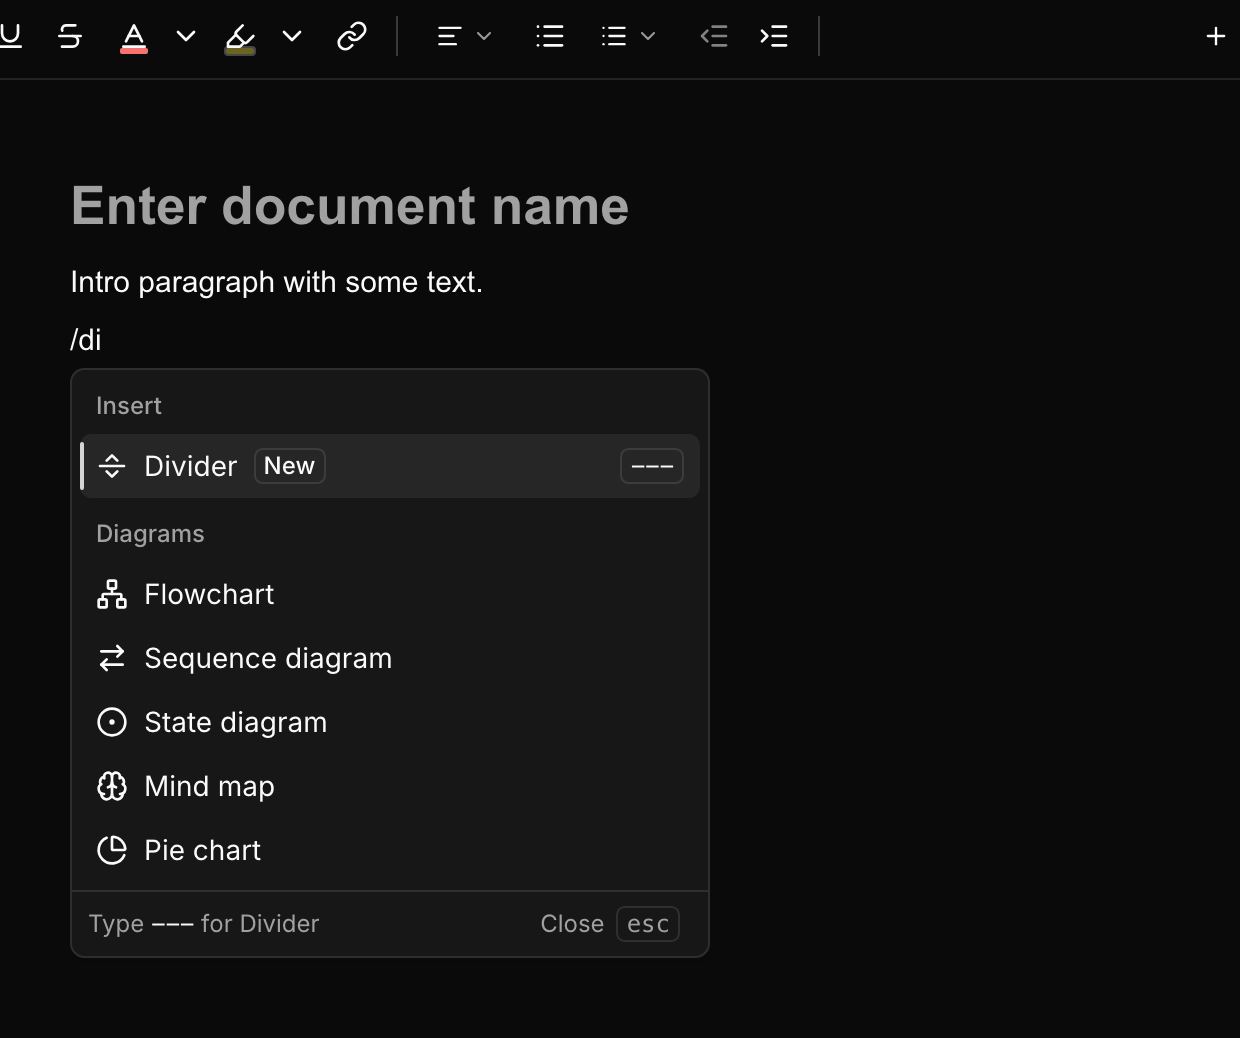 Enter document name
Intro paragraph with some text.
/di
Insert
Divider New ---
Diagrams
Flowchart
Sequence diagram
State diagram
Mind map
Pie chart
Type --- for Divider Close esc